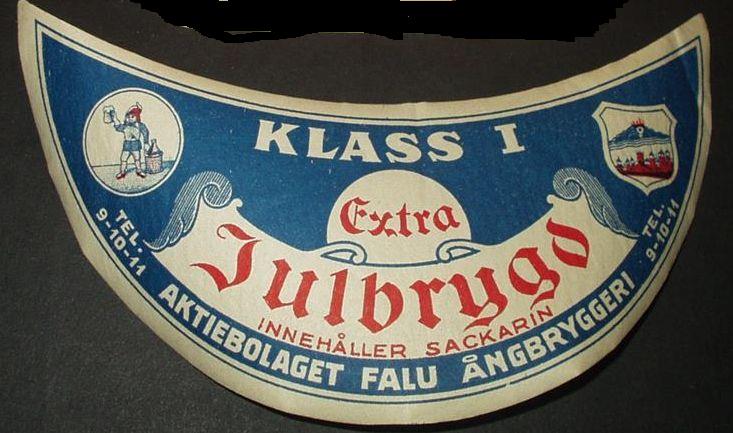 KLASS I
Extra
Julbrygd
INNEHÅLLER SACKARIN
TEL. 9-10-11
AKTIEBOLAGET FALU ÅNGBRYGGERI
TEL. 9-10-11